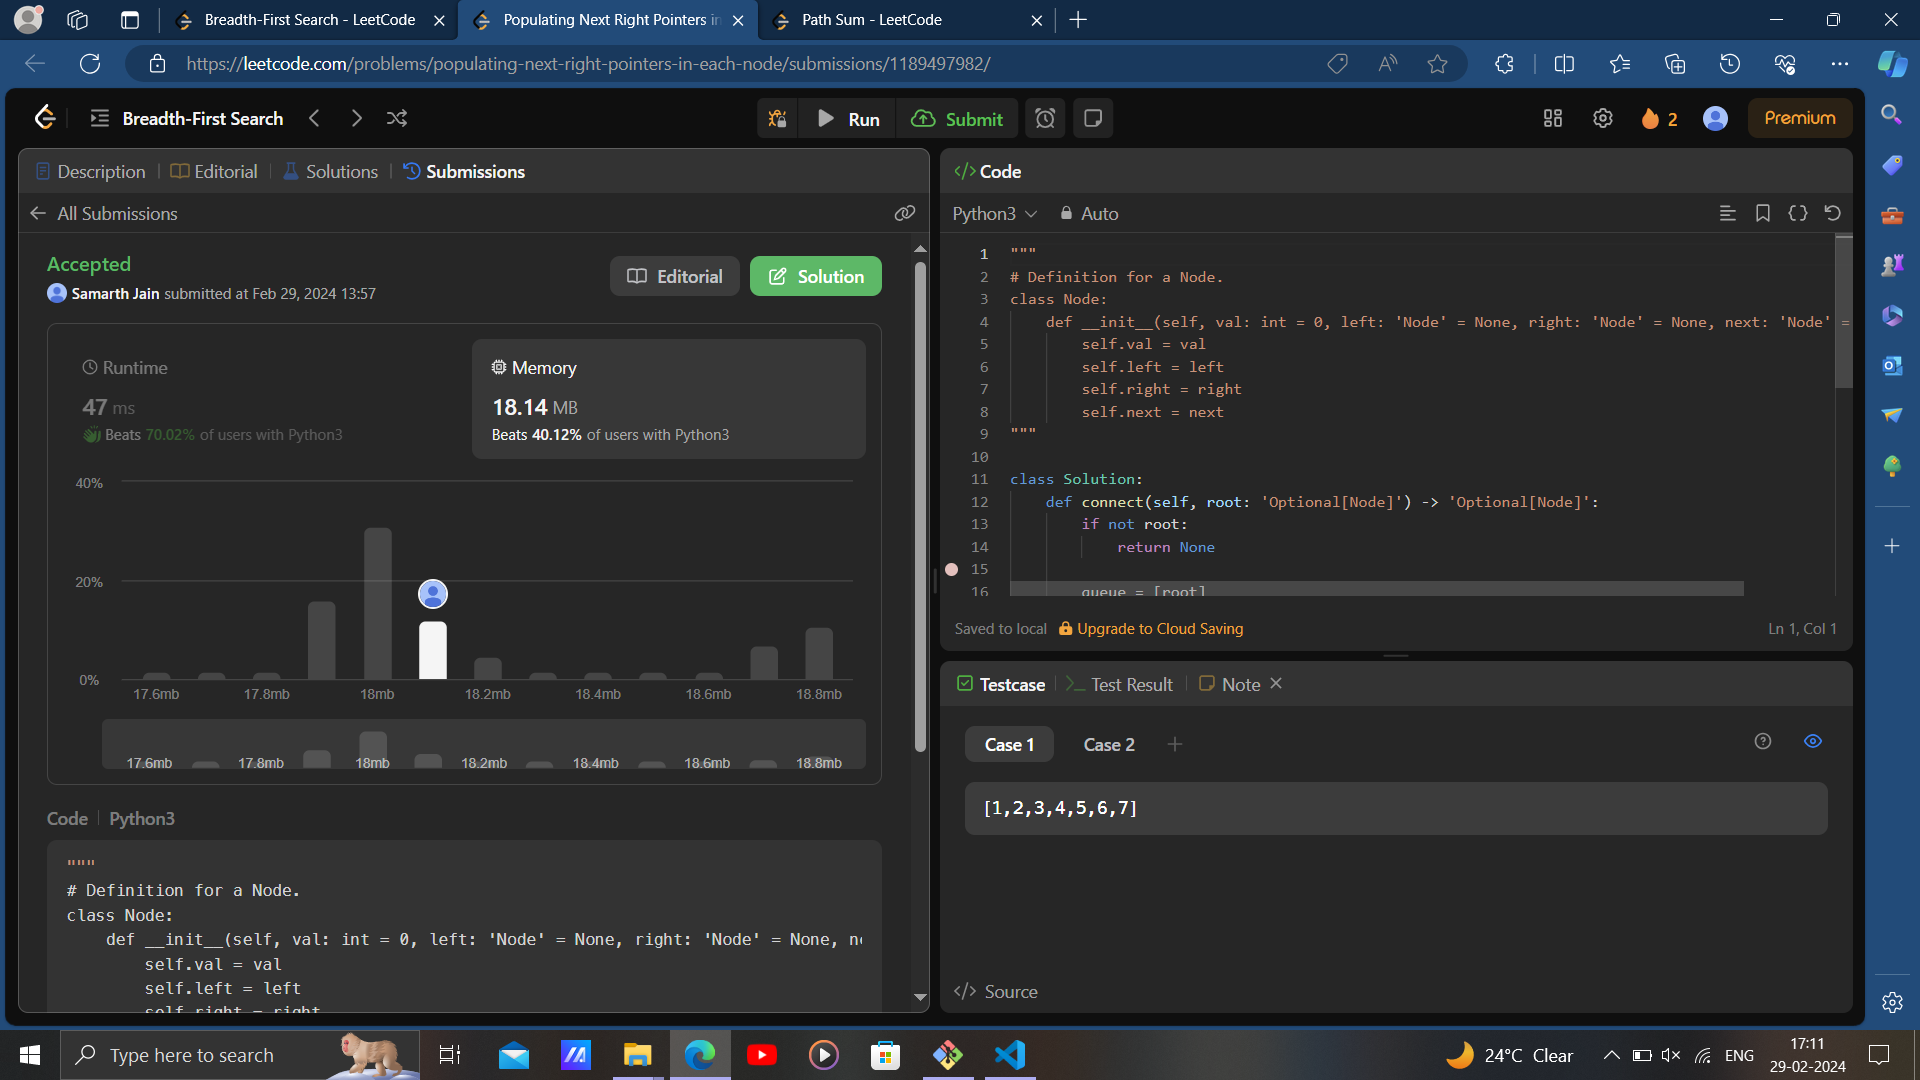 Breadth-First Search - LeetCode
Populating Next Right Pointers in
Path Sum - LeetCode
https://leetcode.com/problems/populating-next-right-pointers-in-each-node/submissions/1189497982/
Breadth-First Search
Run
Submit
2
Premium
Description
Editorial
Solutions
Submissions
All Submissions
Accepted
Samarth Jain submitted at Feb 29, 2024 13:57
Editorial
Solution
Runtime
47 ms
Beats 70.02% of users with Python3
Memory
18.14 MB
Beats 40.12% of users with Python3
40%
20%
0%
17.6mb 17.8mb 18mb 18.2mb 18.4mb 18.6mb 18.8mb
17.6mb 17.8mb 18mb 18.2mb 18.4mb 18.6mb 18.8mb
Code | Python3
"""
# Definition for a Node.
class Node:
def __init__(self, val: int = 0, left: 'Node' = None, right: 'Node' = None, ne
self.val = val
self.left = left
self.right = right
</> Code
Python3
Auto
1 """
2 # Definition for a Node.
3 class Node:
4 def __init__(self, val: int = 0, left: 'Node' = None, right: 'Node' = None, next: 'Node' =
5 self.val = val
6 self.left = left
7 self.right = right
8 self.next = next
9 """
10
11 class Solution:
12 def connect(self, root: 'Optional[Node]') -> 'Optional[Node]':
13 if not root:
14 return None
15
16 queue = [root]
Saved to local
Upgrade to Cloud Saving
Ln 1, Col 1
Testcase
Test Result
Note
Case 1
Case 2
[1,2,3,4,5,6,7]
</> Source
Type here to search
24°C Clear
ENG
17:11
29-02-2024